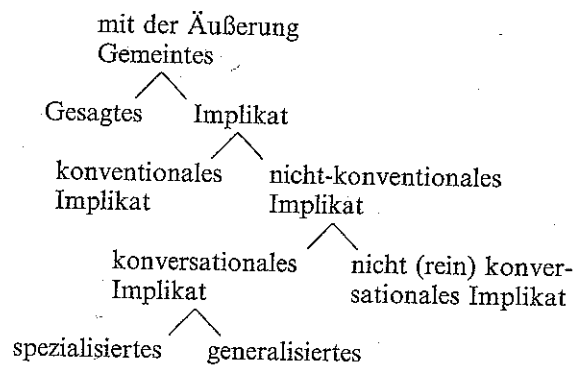 mit der Äußerung
Gemeintes
Gesagtes Implikat
konventionales nicht-konventionales
Implikat Implikat
konversationales nicht (rein) konver-
Implikat sationales Implikat
spezialisiertes generalisiertes